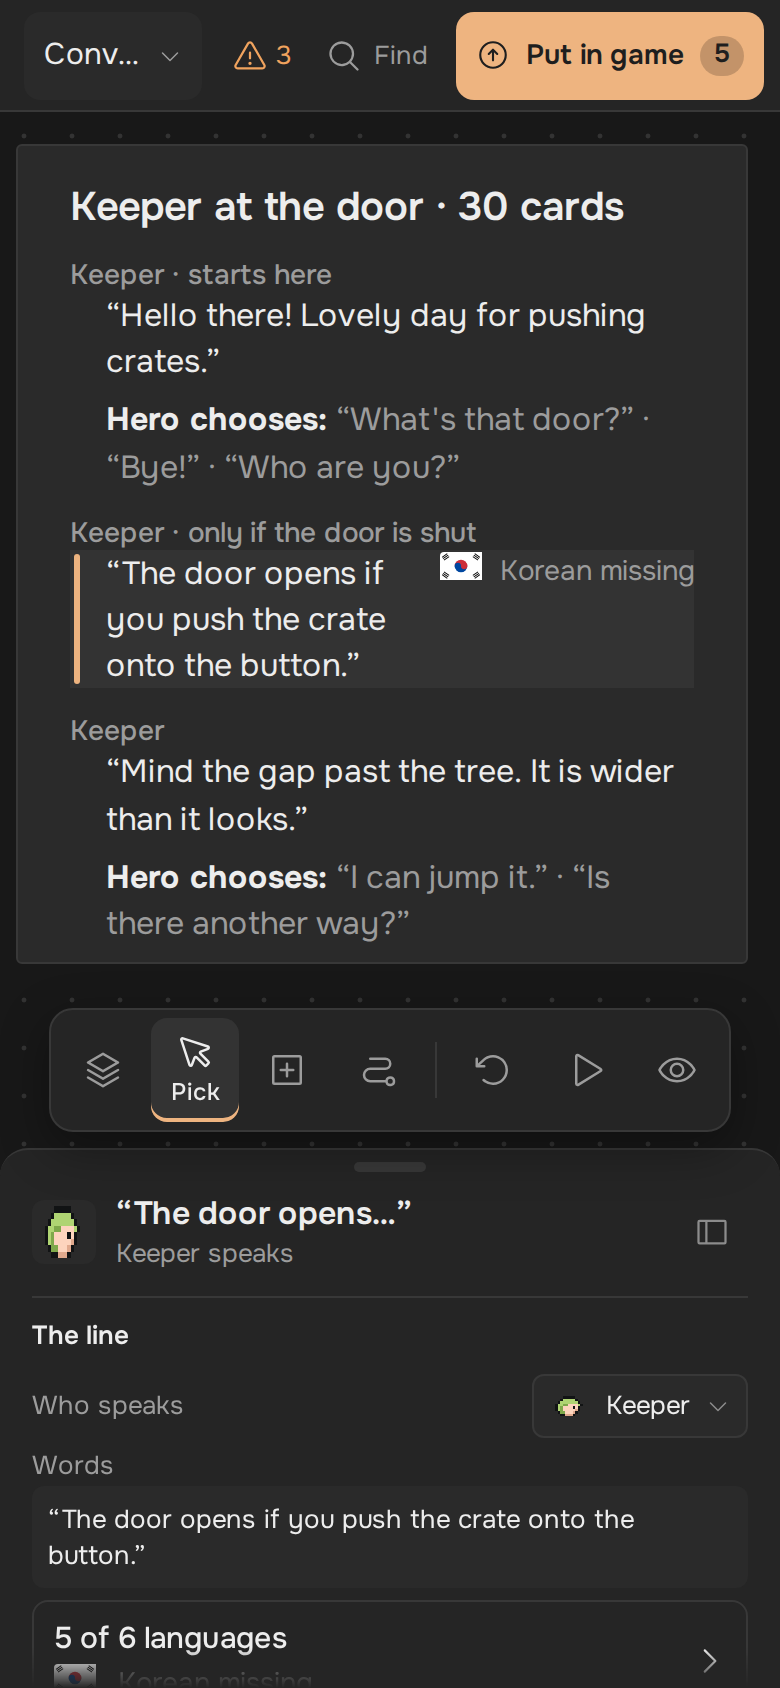 Conv...
3
Find
Put in game
5
Keeper at the door · 30 cards
Keeper · starts here
“Hello there! Lovely day for pushing
crates.”
Hero chooses: “What's that door?” ·
“Bye!” · “Who are you?”
Keeper · only if the door is shut
“The door opens if
you push the crate
onto the button.”
Korean missing
Keeper
“Mind the gap past the tree. It is wider
than it looks.”
Hero chooses: “I can jump it.” · “Is
there another way?”
Pick
“The door opens...”
Keeper speaks
The line
Who speaks
Keeper
Words
“The door opens if you push the crate onto the
button.”
5 of 6 languages
Korean missing